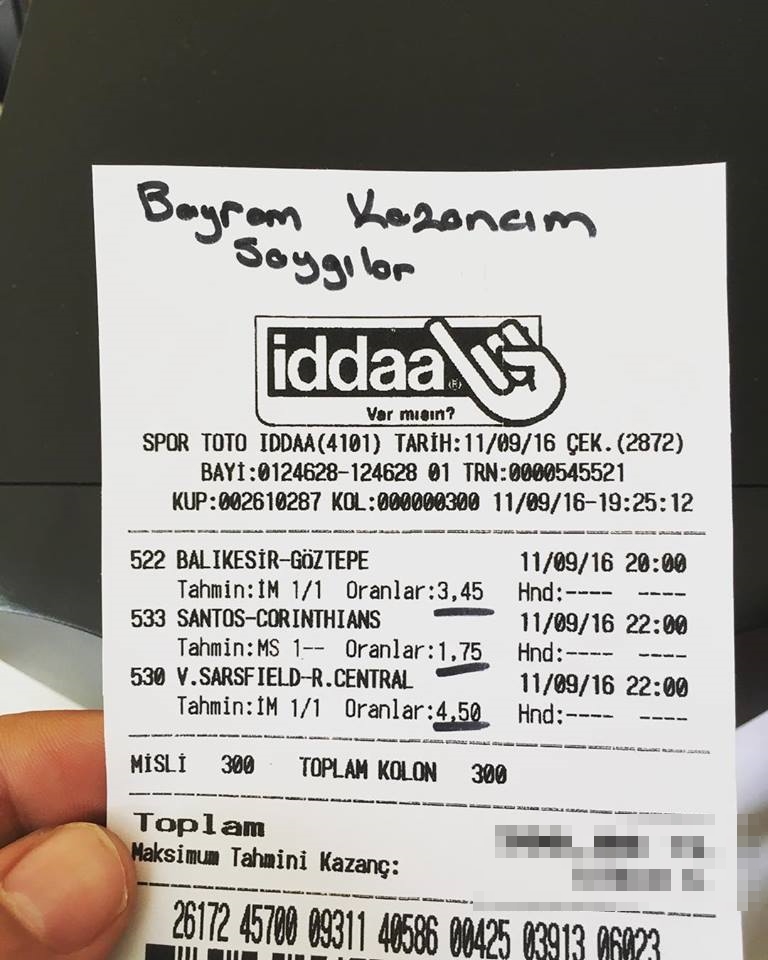 Bayram Kazancım
Saygılar
iddaa®
Var mısın?
SPOR TOTO IDDAA(4101) TARİH:11/09/16 ÇEK.(2872)
BAYİ:0124628-124628 01 TRN:0000545521
KUP:002610287 KOL:000000300 11/09/16-19:25:12
522 BALIKESİR-GÖZTEPE 11/09/16 20:00
Tahmin:İM 1/1 Oranlar:3,45 Hnd:---- ----
533 SANTOS-CORINTHIANS 11/09/16 22:00
Tahmin:MS 1-- Oranlar:1,75 Hnd:---- ----
530 V.SARSFIELD-R.CENTRAL 11/09/16 22:00
Tahmin:İM 1/1 Oranlar:4,50 Hnd:---- ----
MİSLİ 300 TOPLAM KOLON 300
Toplam
Maksimum Tahmini Kazanç:
26172 45700 09311 40586 00425 03913 06023